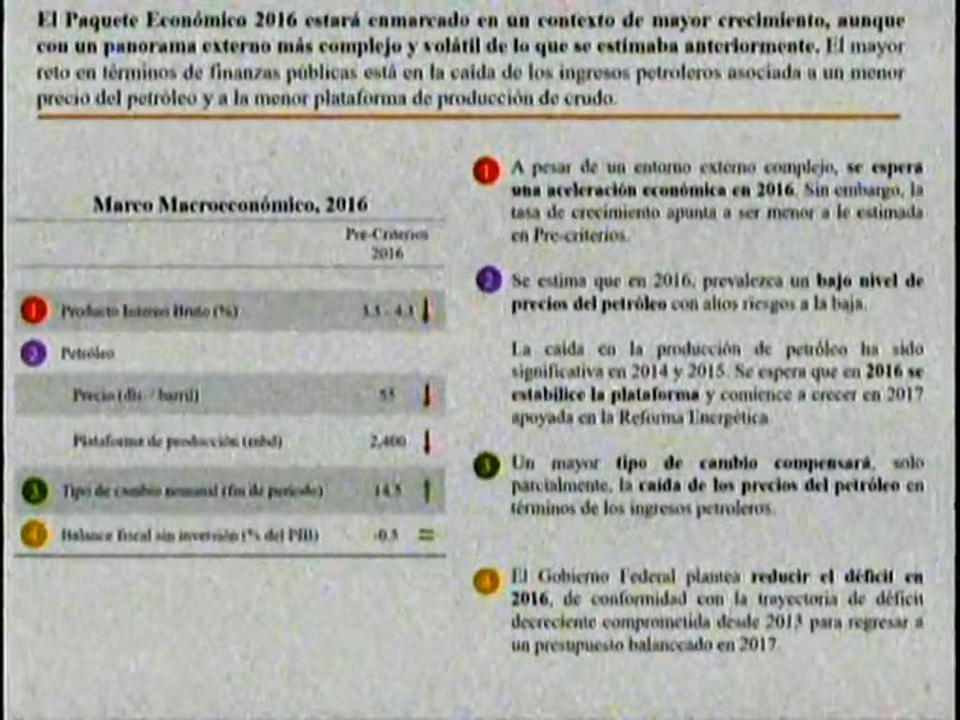 El Paquete Económico 2016 estará enmarcado en un contexto de mayor crecimiento, aunque
con un panorama externo más complejo y volátil de lo que se estimaba anteriormente. El mayor
reto en términos de finanzas públicas está en la caída de los ingresos petroleros asociada a un menor
precio del petróleo y a la menor plataforma de producción de crudo.
Marco Macroeconómico, 2016
Pre-Criterios
2016
1 Producto Interno Bruto (%)
2 Petróleo
Precio (dls / barril) 55
Plataforma de producción (mbd) 2,400
3 Tipo de cambio nominal (fin de periodo) 14.5
4 Balance fiscal sin inversión (% del PIB) -0.5 =
1 A pesar de un entorno externo complejo, se espera
una aceleración económica en 2016. Sin embargo, la
tasa de crecimiento apunta a ser menor a le estimada
en Pre-criterios.
2 Se estima que en 2016, prevalezca un bajo nivel de
precios del petróleo con altos riesgos a la baja.
La caída en la producción de petróleo ha sido
significativa en 2014 y 2015. Se espera que en 2016 se
estabilice la plataforma y comience a crecer en 2017
apoyada en la Reforma Energética
3 Un mayor tipo de cambio compensará, solo
parcialmente, la caída de los precios del petróleo en
términos de los ingresos petroleros.
4 El Gobierno Federal plantea reducir el déficit en
2016, de conformidad con la trayectoria de déficit
decreciente comprometida desde 2013 para regresar a
un presupuesto balanceado en 2017.